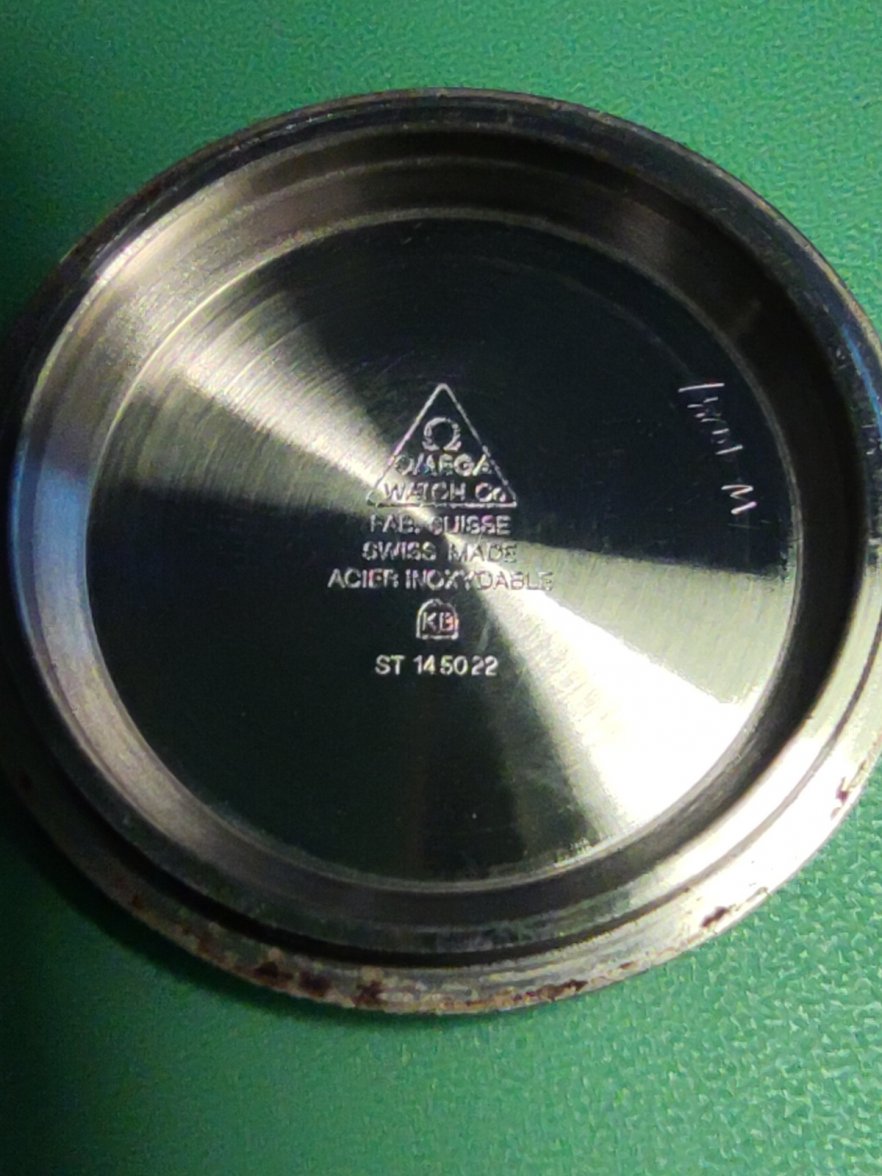 Ω
OMEGA
WATCH Co
FAB. SUISSE
SWISS MADE
ACIER INOXYDABLE
KB
ST 145022